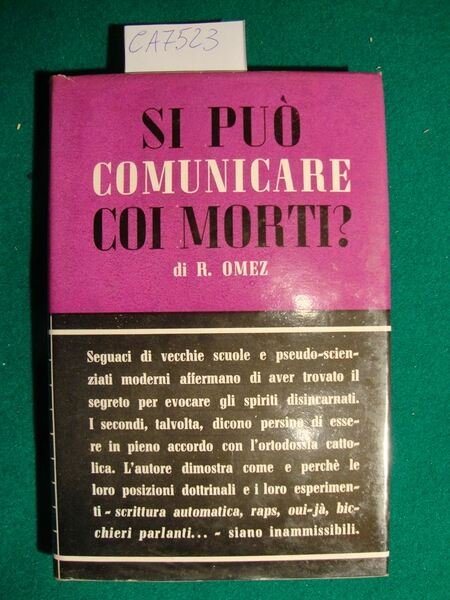 CA7523
SI PUÒ
COMUNICARE
COI MORTI?
di R. OMEZ
Seguaci di vecchie scuole e pseudo-scien-
ziati moderni affermano di aver trovato il
segreto per evocare gli spiriti disincarnati.
I secondi, talvolta, dicono persino di esse-
re in pieno accordo con l'ortodossia catto-
lica. L'autore dimostra come e perchè le
loro posizioni dottrinali e i loro esperimen-
ti - scrittura automatica, raps, oui-jà, bic-
chieri parlanti... - siano inammissibili.